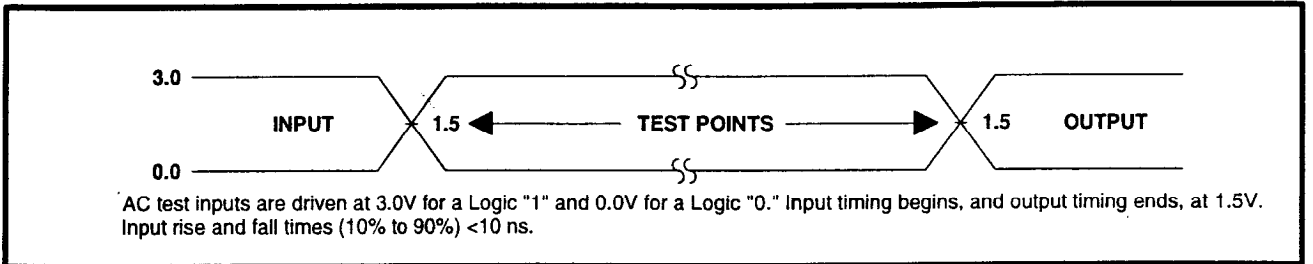 3.0
INPUT 1.5 TEST POINTS 1.5 OUTPUT
0.0
AC test inputs are driven at 3.0V for a Logic "1" and 0.0V for a Logic "0." Input timing begins, and output timing ends, at 1.5V.
Input rise and fall times (10% to 90%) <10 ns.